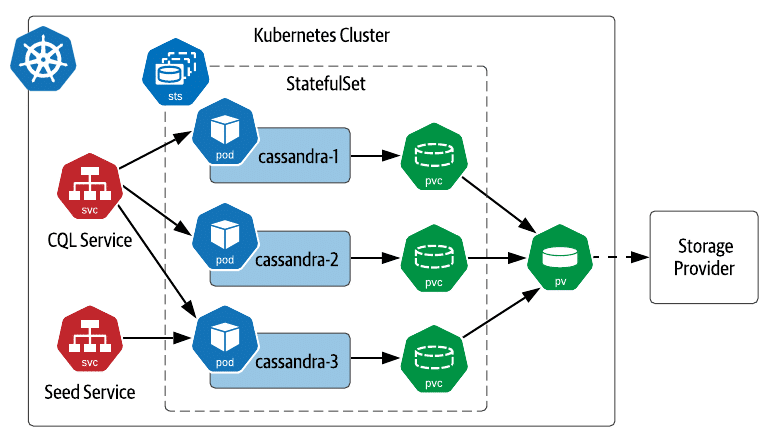 Kubernetes Cluster
sts
StatefulSet
pod
cassandra-1
pvc
svc
CQL Service
pod
cassandra-2
pvc
pv
Storage
Provider
svc
Seed Service
pod
cassandra-3
pvc